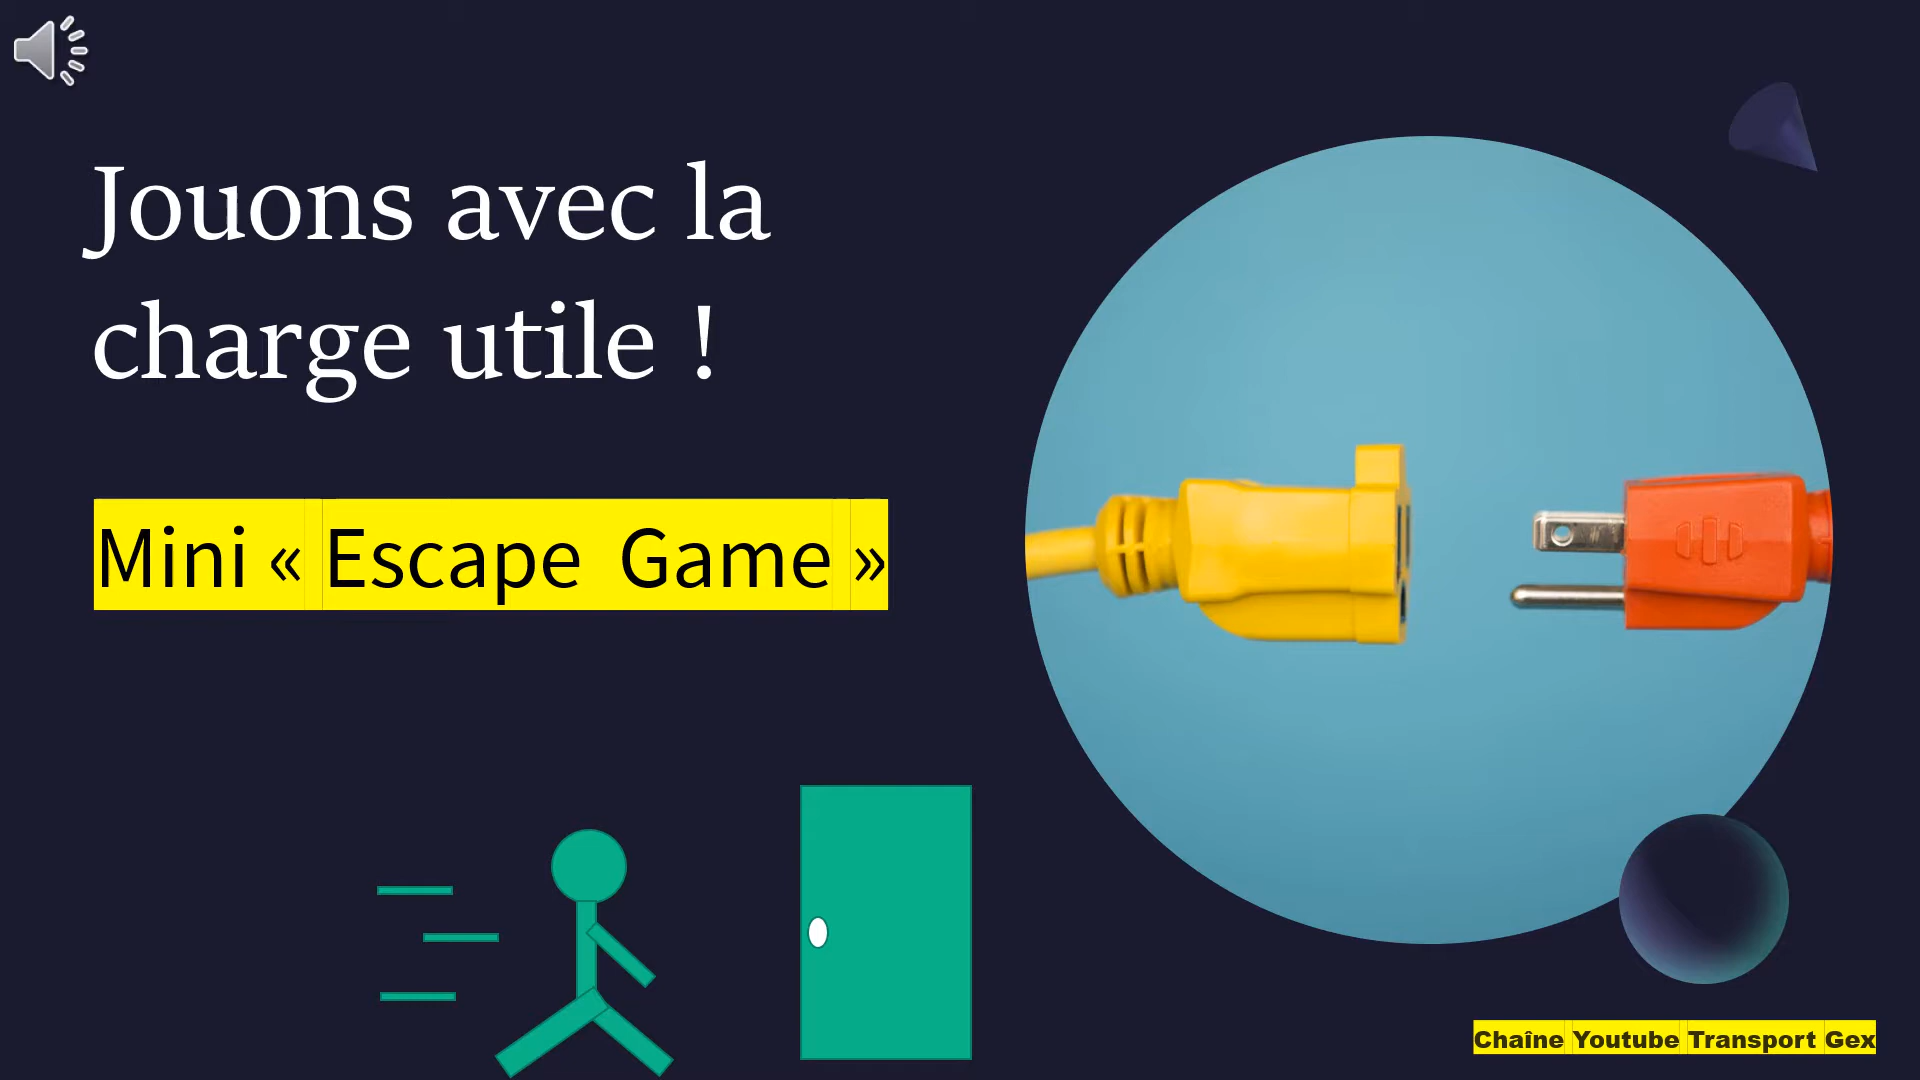 Jouons avec la
charge utile !
Mini « Escape Game »
Chaîne Youtube Transport Gex